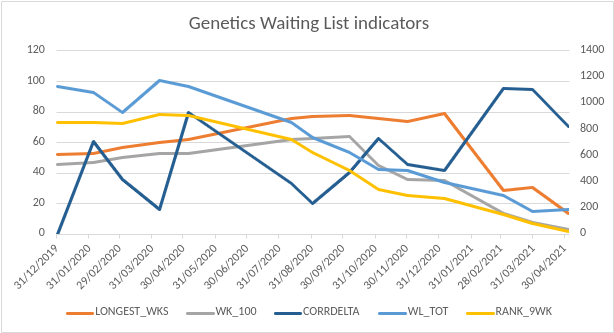 Genetics Waiting List indicators
120 1400
100 1200
80 1000
60 800
40 600
20 400
0 200
0
31/12/2019 31/01/2020 29/02/2020 31/03/2020 30/04/2020 31/05/2020 30/06/2020 31/07/2020 31/08/2020 30/09/2020 31/10/2020 30/11/2020 31/12/2020 31/01/2021 28/02/2021 31/03/2021 30/04/2021
LONGEST_WKS WK_100 CORRDELTA WL_TOT RANK_9WK